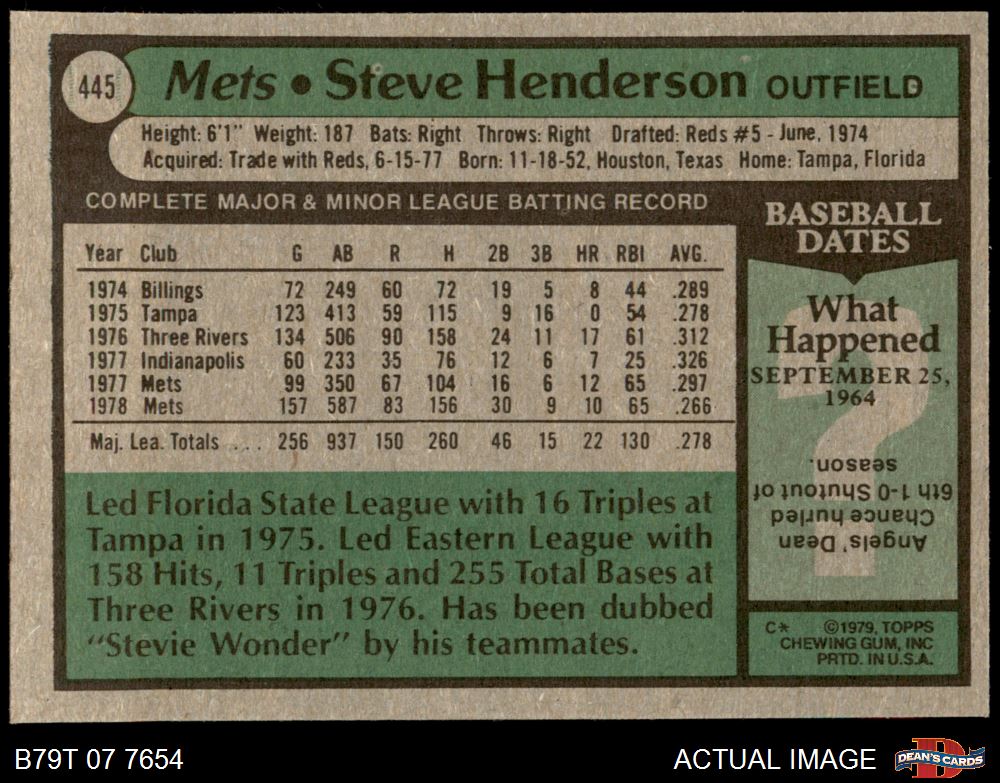 445
Mets • Steve Henderson OUTFIELD
Height: 6'1" Weight: 187 Bats: Right Throws: Right Drafted: Reds #5 - June, 1974
Acquired: Trade with Reds, 6-15-77 Born: 11-18-52, Houston, Texas Home: Tampa, Florida
COMPLETE MAJOR & MINOR LEAGUE BATTING RECORD
Year Club G AB R H 2B 3B HR RBI AVG.
1974 Billings 72 249 60 72 19 5 8 44 .289
1975 Tampa 123 413 59 115 9 16 0 54 .278
1976 Three Rivers 134 506 90 158 24 11 17 61 .312
1977 Indianapolis 60 233 35 76 12 6 7 25 .326
1977 Mets 99 350 67 104 16 6 12 65 .297
1978 Mets 157 587 83 156 30 9 10 65 .266
Maj. Lea. Totals ... 256 937 150 260 46 15 22 130 .278
Led Florida State League with 16 Triples at
Tampa in 1975. Led Eastern League with
158 Hits, 11 Triples and 255 Total Bases at
Three Rivers in 1976. Has been dubbed
"Stevie Wonder" by his teammates.
BASEBALL
DATES
?
What
Happened
SEPTEMBER 25,
1964
Angels' Dean
Chance hurled
6th 1-0 Shutout of
season.
C* ©1979, TOPPS
CHEWING GUM, INC
PRTD. IN U.S.A.
B79T 07 7654
ACTUAL IMAGE
D
DEAN'S CARDS